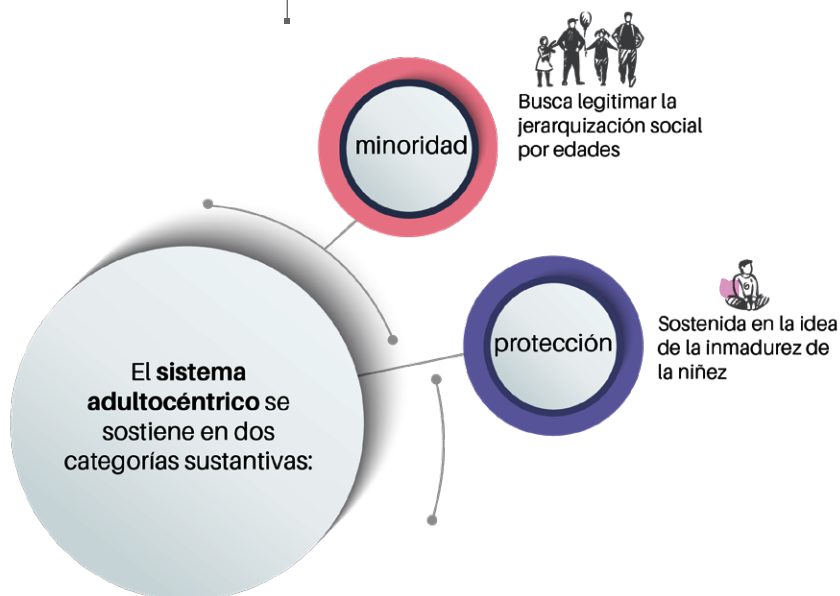 Busca legitimar la
jerarquización social
por edades
minoridad
Sostenida en la idea
de la inmadurez de
la niñez
protección
El sistema
adultocéntrico se
sostiene en dos
categorías sustantivas: